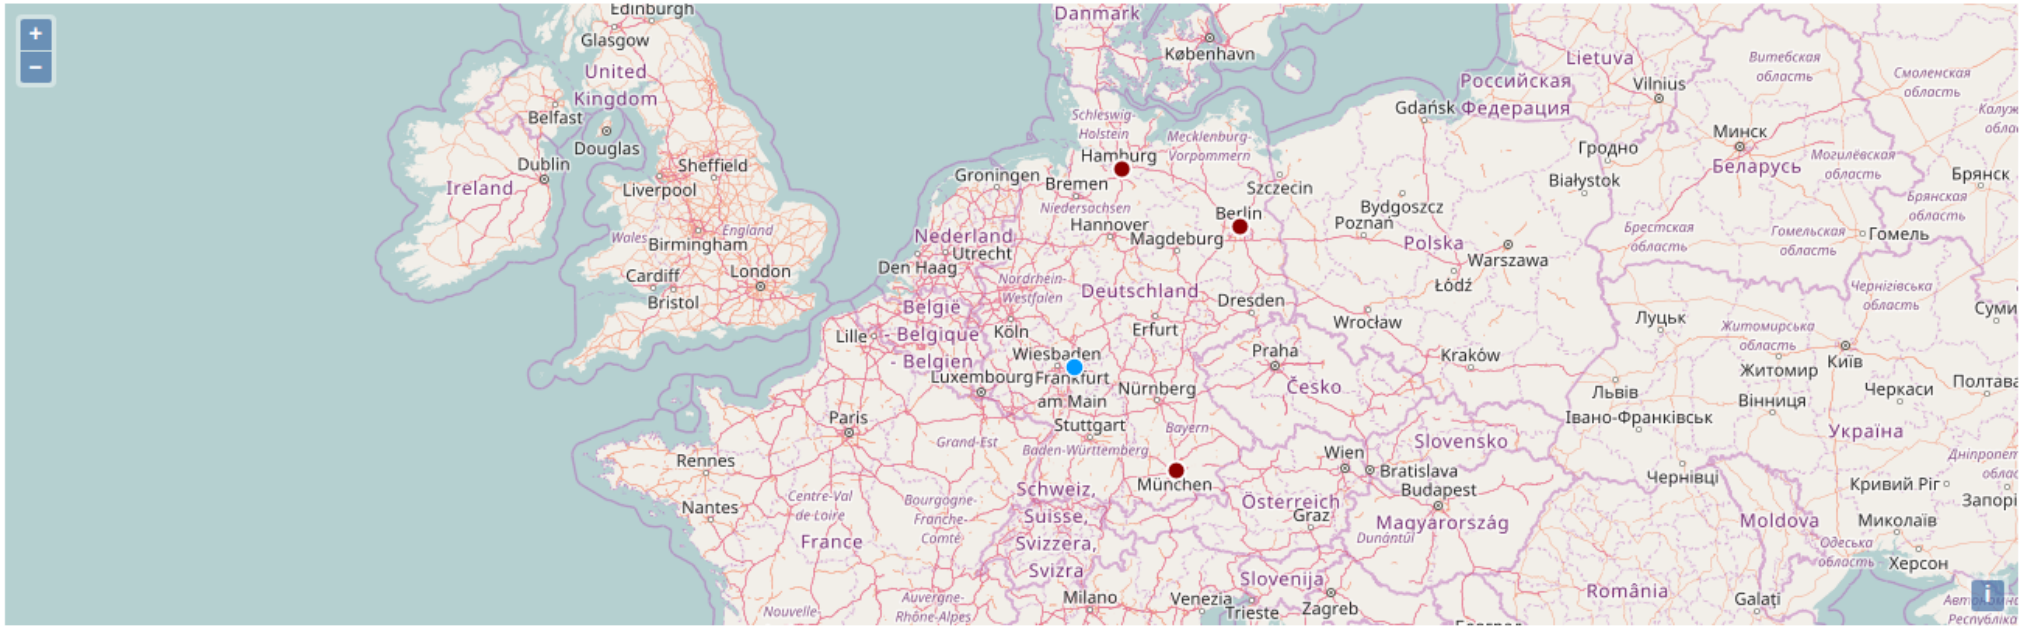 +
−
Edinburgh
Glasgow
United
Kingdom
Belfast
Douglas
Dublin
Ireland
Sheffield
Liverpool
Wales
England
Birmingham
Cardiff
London
Bristol
Danmark
København
Schleswig-
Holstein
Mecklenburg-
Vorpommern
Hamburg
Groningen
Bremen
Szczecin
Niedersachsen
Berlin
Hannover
Magdeburg
Nederland
Utrecht
Den Haag
Nordrhein-
Westfalen
Deutschland
Dresden
België
- Belgique
- Belgien
Lille
Köln
Erfurt
Wiesbaden
Luxembourg
Frankfurt
am Main
Nürnberg
Praha
Česko
Paris
Stuttgart
Grand-Est
Baden-Württemberg
Bayern
München
Rennes
Nantes
Centre-Val
de-Loire
Bourgogne-
Franche-
Comté
France
Schweiz,
Suisse,
Svizzera,
Svizra
Nouvelle
Auvergne-
Rhône-Alpes
Milano
Venezia
Trieste
Slovenija
Zagreb
Österreich
Graz
Wien
Bratislava
Budapest
Magyarország
Dunántúl
Slovensko
Lietuva
Vilnius
Российская
Федерация
Gdańsk
Витебская
область
Смоленская
область
Минск
Гродно
Беларусь
Могилёвская
область
Białystok
Брянск
Брянская
область
Bydgoszcz
Poznań
Polska
Warszawa
Łódź
Брестская
область
Гомельская
область
Гомель
Wrocław
Kraków
Чернігівська
область
Суми
Луцьк
Житомирська
область
Київ
Житомир
Львів
Вінниця
Черкаси
Полтава
Івано-Франківськ
Україна
Чернівці
Кривий Ріг
Запорі
Moldova
Миколаїв
Одеська
область
Херсон
România
Galați
i